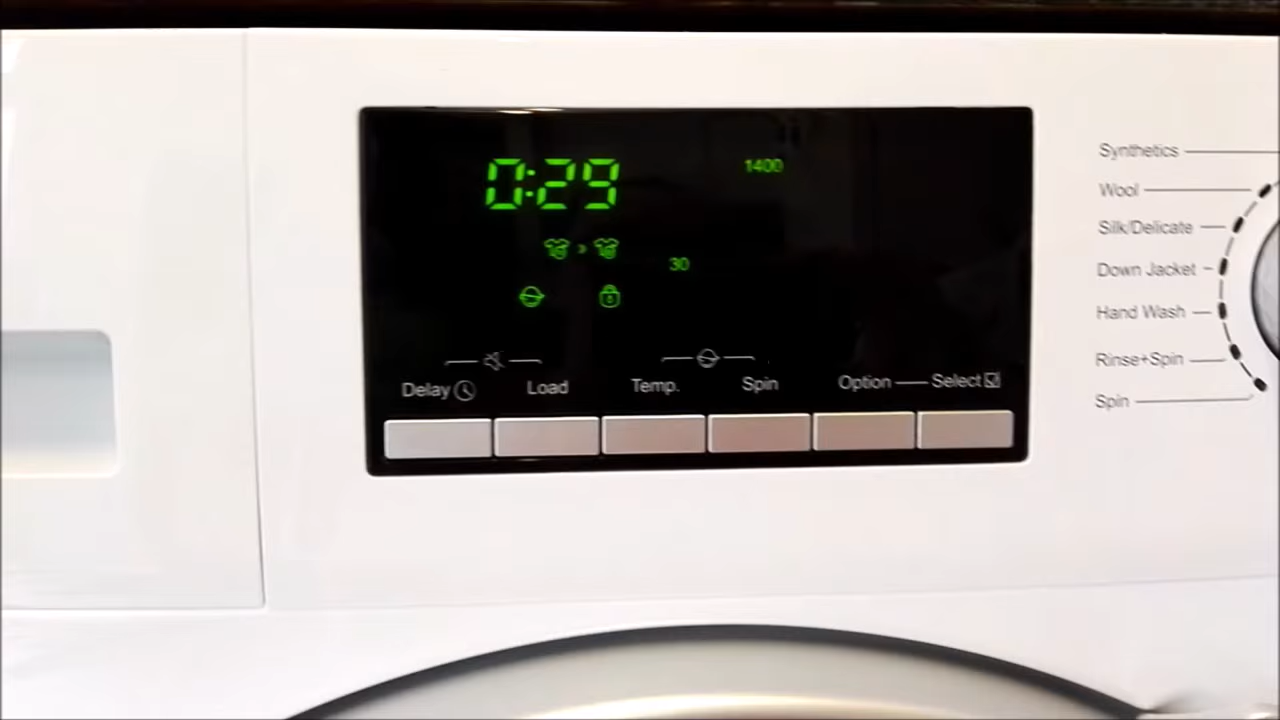 0:29
1400
30
Delay
Load
Temp.
Spin
Option
Select
Synthetics
Wool
Silk/Delicate
Down Jacket
Hand Wash
Rinse+Spin
Spin